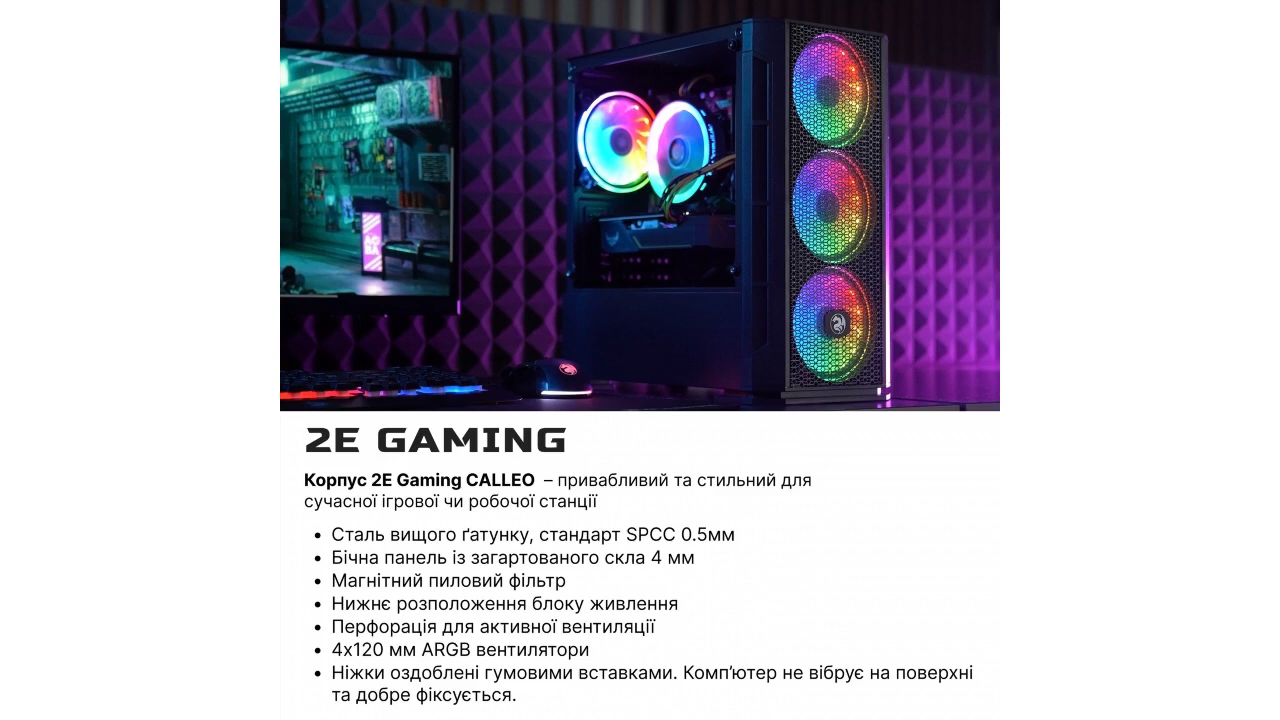 2E GAMING
Корпус 2E Gaming CALLEO – привабливий та стильний для
сучасної ігрової чи робочої станції
• Сталь вищого ґатунку, стандарт SPCC 0.5мм
• Бічна панель із загартованого скла 4 мм
• Магнітний пиловий фільтр
• Нижнє розположення блоку живлення
• Перфорація для активної вентиляції
• 4x120 мм ARGB вентилятори
• Ніжки оздоблені гумовими вставками. Комп’ютер не вібрує на поверхні
та добре фіксується.